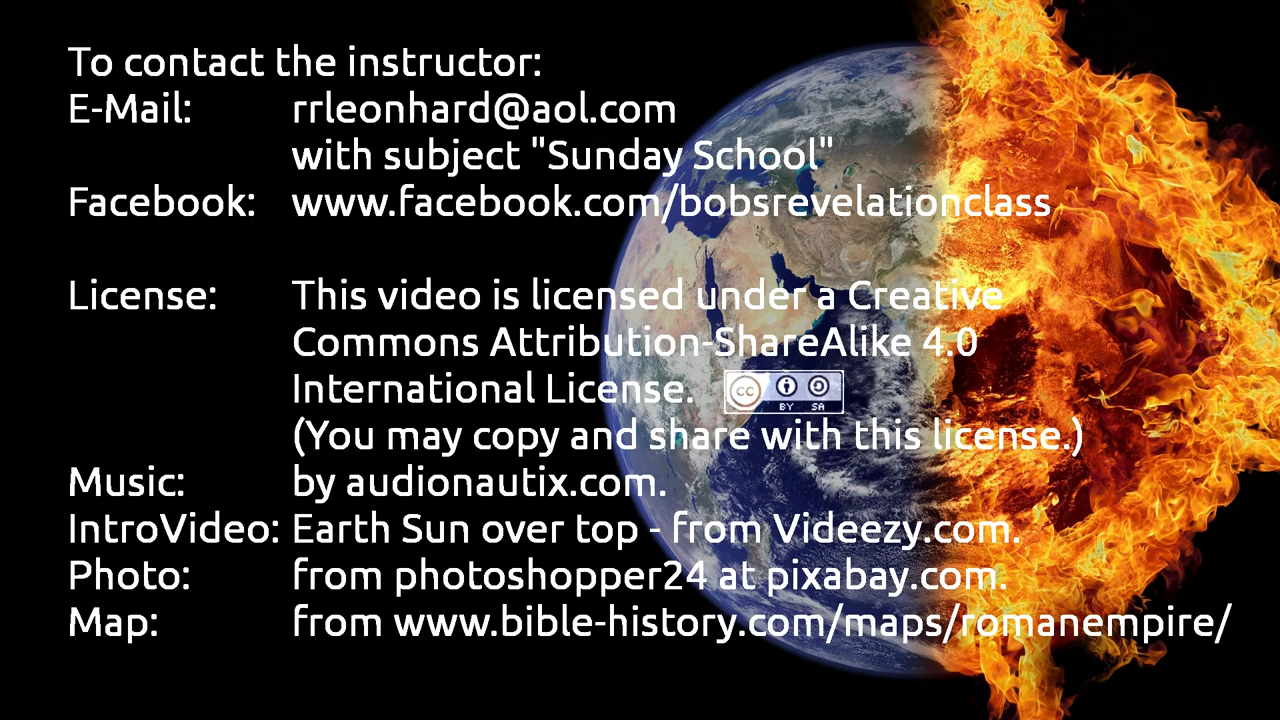 To contact the instructor:
E-Mail: rrleonhard@aol.com
with subject "Sunday School"
Facebook: www.facebook.com/bobsrevelationclass
License: This video is licensed under a Creative
Commons Attribution-ShareAlike 4.0
International License. cc BY SA
(You may copy and share with this license.)
Music: by audionautix.com.
IntroVideo: Earth Sun over top - from Videezy.com.
Photo: from photoshopper24 at pixabay.com.
Map: from www.bible-history.com/maps/romanempire/